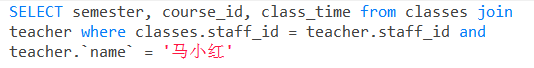 SELECT semester, course_id, class_time from classes join
teacher where classes.staff_id = teacher.staff_id and
teacher.`name` = '马小红'